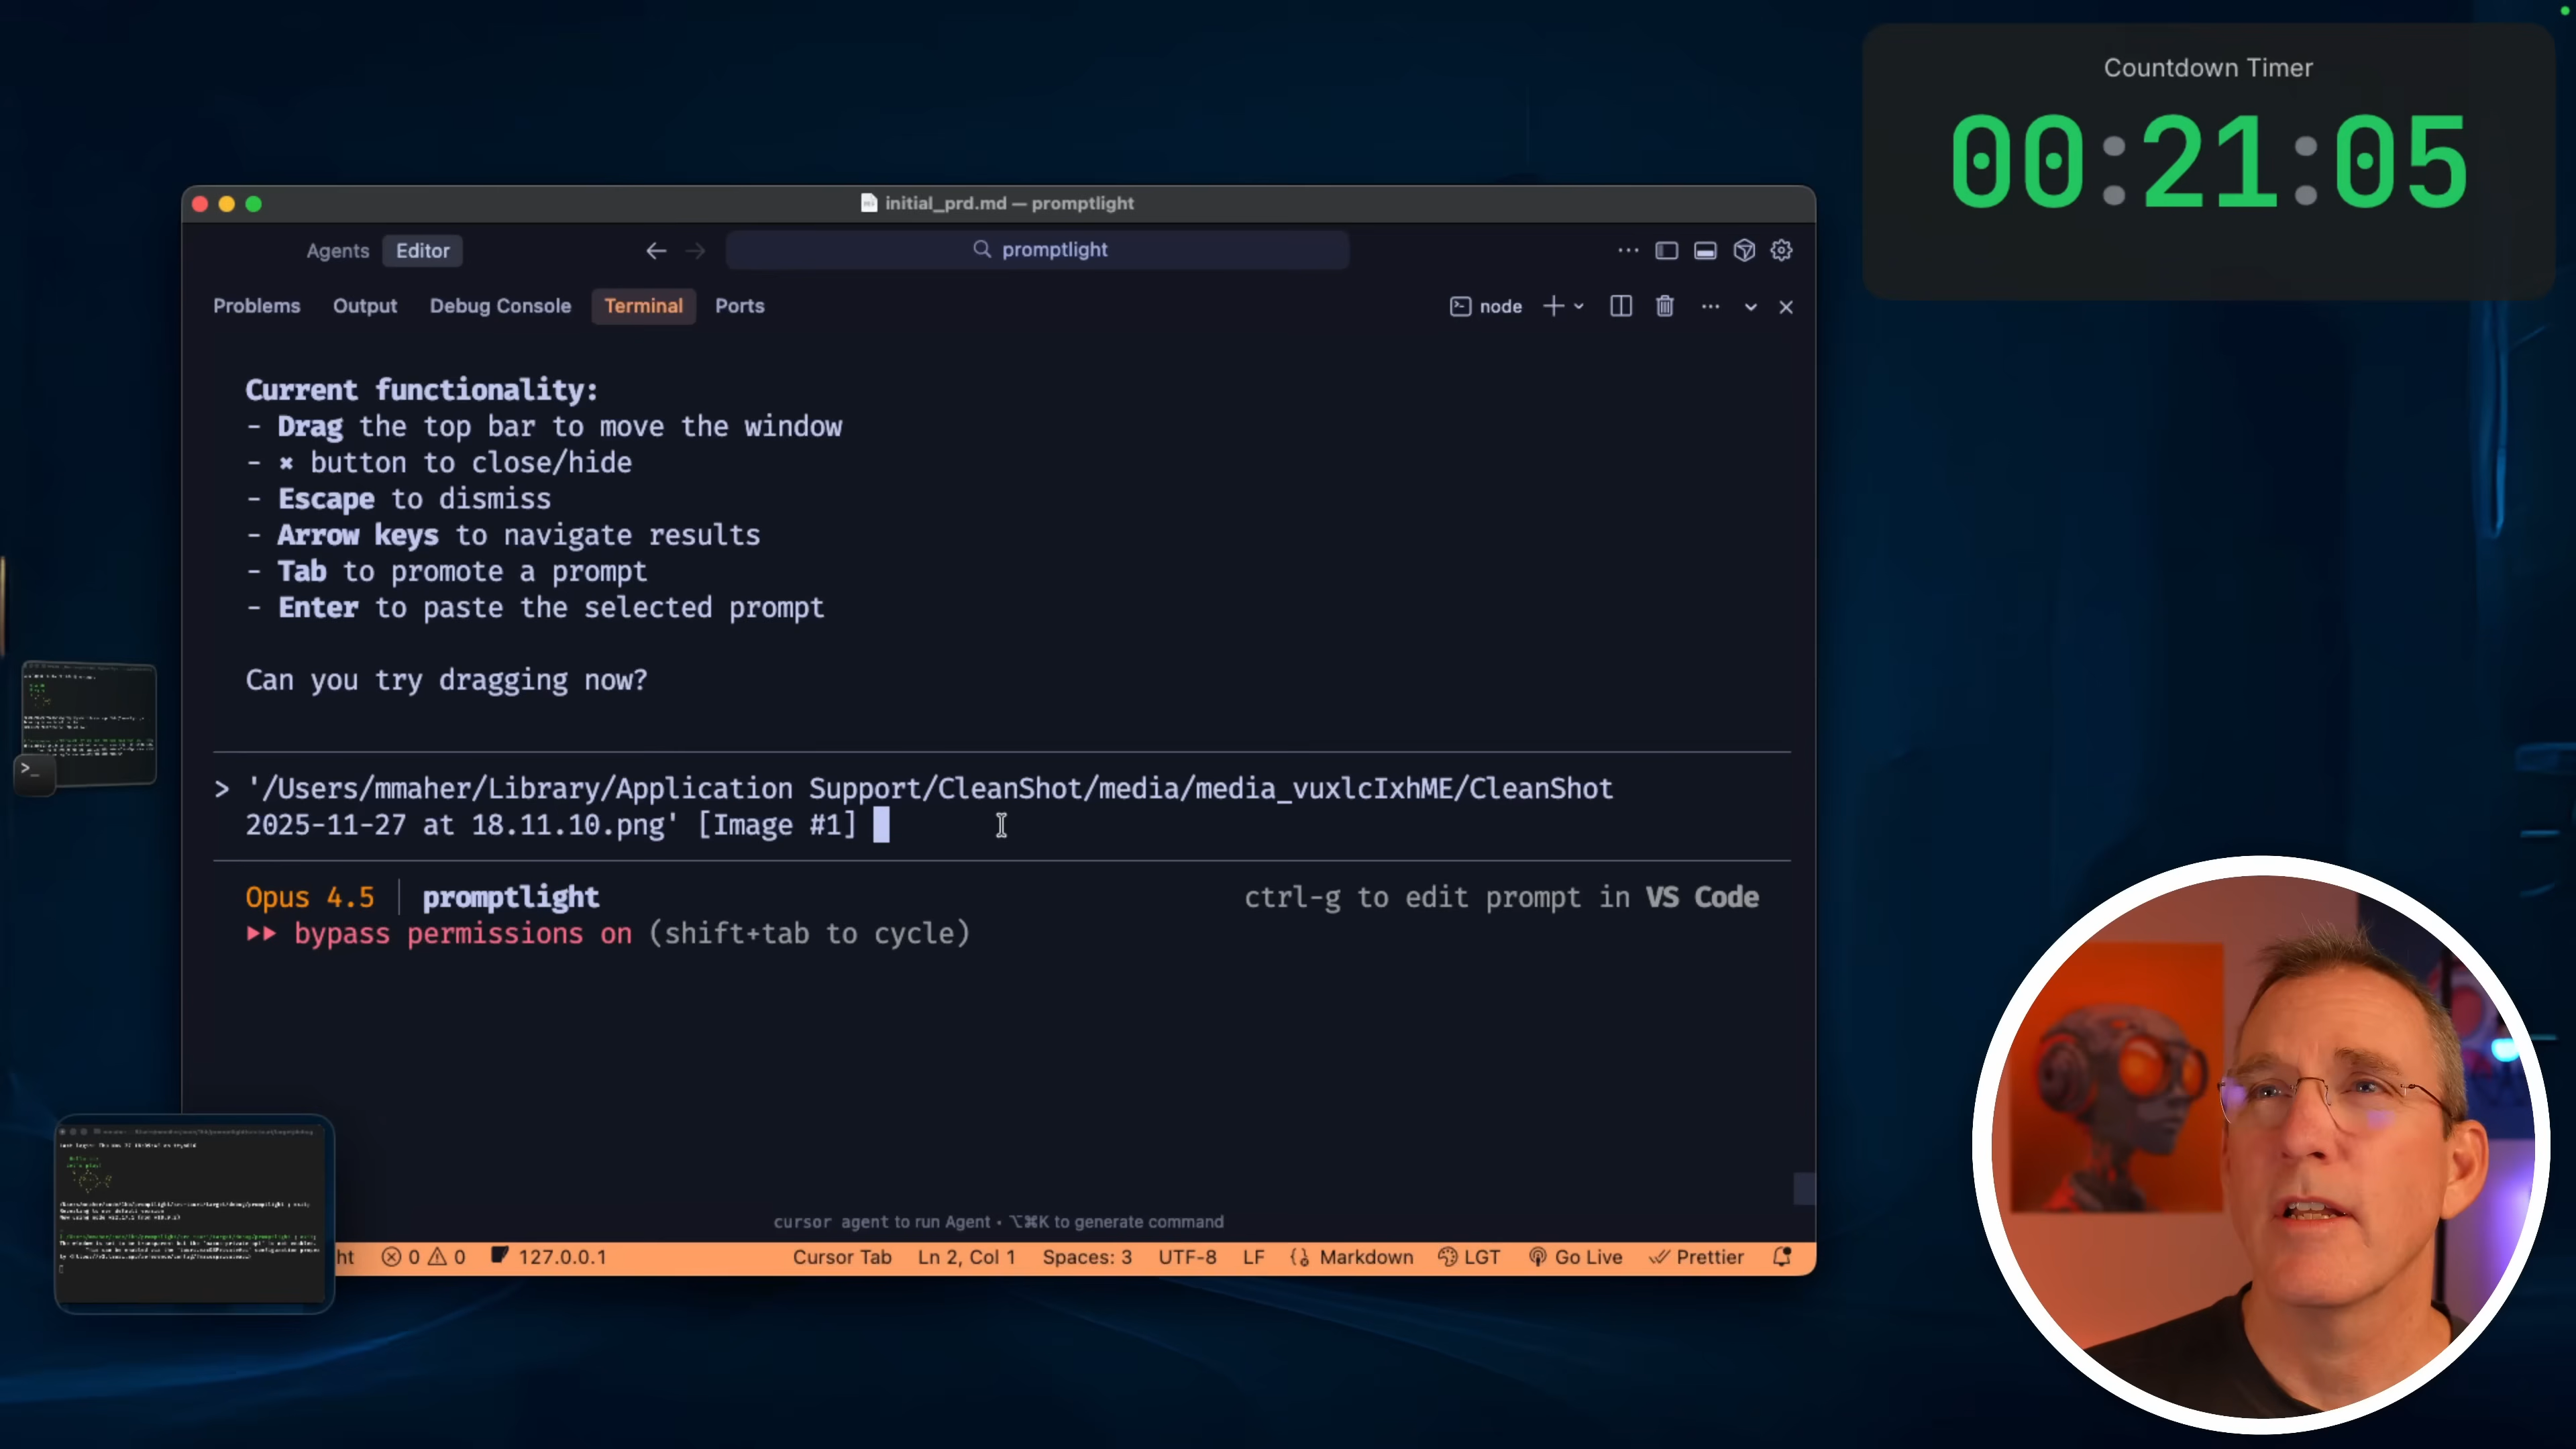 Countdown Timer
00:21:05
initial_prd.md — promptlight
Agents Editor
promptlight
Problems Output Debug Console Terminal Ports
node
Current functionality:
- Drag the top bar to move the window
- ✖ button to close/hide
- Escape to dismiss
- Arrow keys to navigate results
- Tab to promote a prompt
- Enter to paste the selected prompt
Can you try dragging now?
> '/Users/mmaher/Library/Application Support/CleanShot/media/media_vuxlcIxhME/CleanShot
2025-11-27 at 18.11.10.png' [Image #1]
Opus 4.5 | promptlight
ctrl-g to edit prompt in VS Code
▸▸ bypass permissions on (shift+tab to cycle)
cursor agent to run Agent • ⌥⌘K to generate command
ht 0 0 127.0.0.1 Cursor Tab Ln 2, Col 1 Spaces: 3 UTF-8 LF Markdown LGT Go Live Prettier